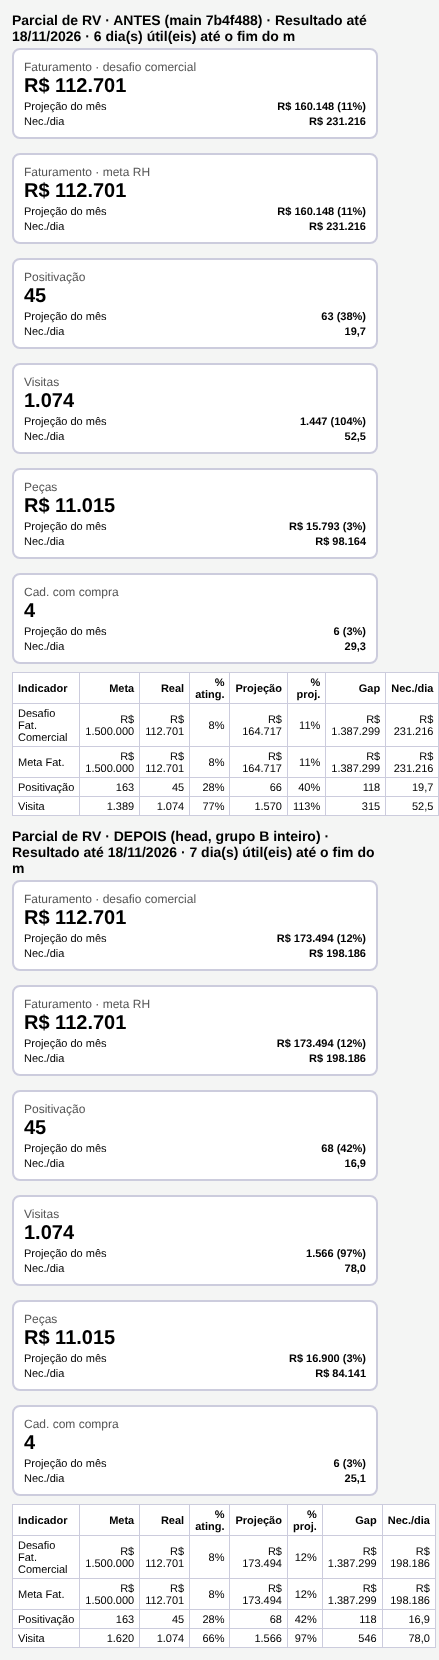 Parcial de RV · ANTES (main 7b4f488) · Resultado até
18/11/2026 · 6 dia(s) útil(eis) até o fim do m
Faturamento · desafio comercial
R$ 112.701
Projeção do mês R$ 160.148 (11%)
Nec./dia R$ 231.216
Faturamento · meta RH
R$ 112.701
Projeção do mês R$ 160.148 (11%)
Nec./dia R$ 231.216
Positivação
45
Projeção do mês 63 (38%)
Nec./dia 19,7
Visitas
1.074
Projeção do mês 1.447 (104%)
Nec./dia 52,5
Peças
R$ 11.015
Projeção do mês R$ 15.793 (3%)
Nec./dia R$ 98.164
Cad. com compra
4
Projeção do mês 6 (3%)
Nec./dia 29,3
Indicador Meta Real % ating. Projeção % proj. Gap Nec./dia
Desafio Fat. Comercial R$ 1.500.000 R$ 112.701 8% R$ 164.717 11% R$ 1.387.299 R$ 231.216
Meta Fat. R$ 1.500.000 R$ 112.701 8% R$ 164.717 11% R$ 1.387.299 R$ 231.216
Positivação 163 45 28% 66 40% 118 19,7
Visita 1.389 1.074 77% 1.570 113% 315 52,5
Parcial de RV · DEPOIS (head, grupo B inteiro) ·
Resultado até 18/11/2026 · 7 dia(s) útil(eis) até o fim do
m
Faturamento · desafio comercial
R$ 112.701
Projeção do mês R$ 173.494 (12%)
Nec./dia R$ 198.186
Faturamento · meta RH
R$ 112.701
Projeção do mês R$ 173.494 (12%)
Nec./dia R$ 198.186
Positivação
45
Projeção do mês 68 (42%)
Nec./dia 16,9
Visitas
1.074
Projeção do mês 1.566 (97%)
Nec./dia 78,0
Peças
R$ 11.015
Projeção do mês R$ 16.900 (3%)
Nec./dia R$ 84.141
Cad. com compra
4
Projeção do mês 6 (3%)
Nec./dia 25,1
Indicador Meta Real % ating. Projeção % proj. Gap Nec./dia
Desafio Fat. Comercial R$ 1.500.000 R$ 112.701 8% R$ 173.494 12% R$ 1.387.299 R$ 198.186
Meta Fat. R$ 1.500.000 R$ 112.701 8% R$ 173.494 12% R$ 1.387.299 R$ 198.186
Positivação 163 45 28% 68 42% 118 16,9
Visita 1.620 1.074 66% 1.566 97% 546 78,0